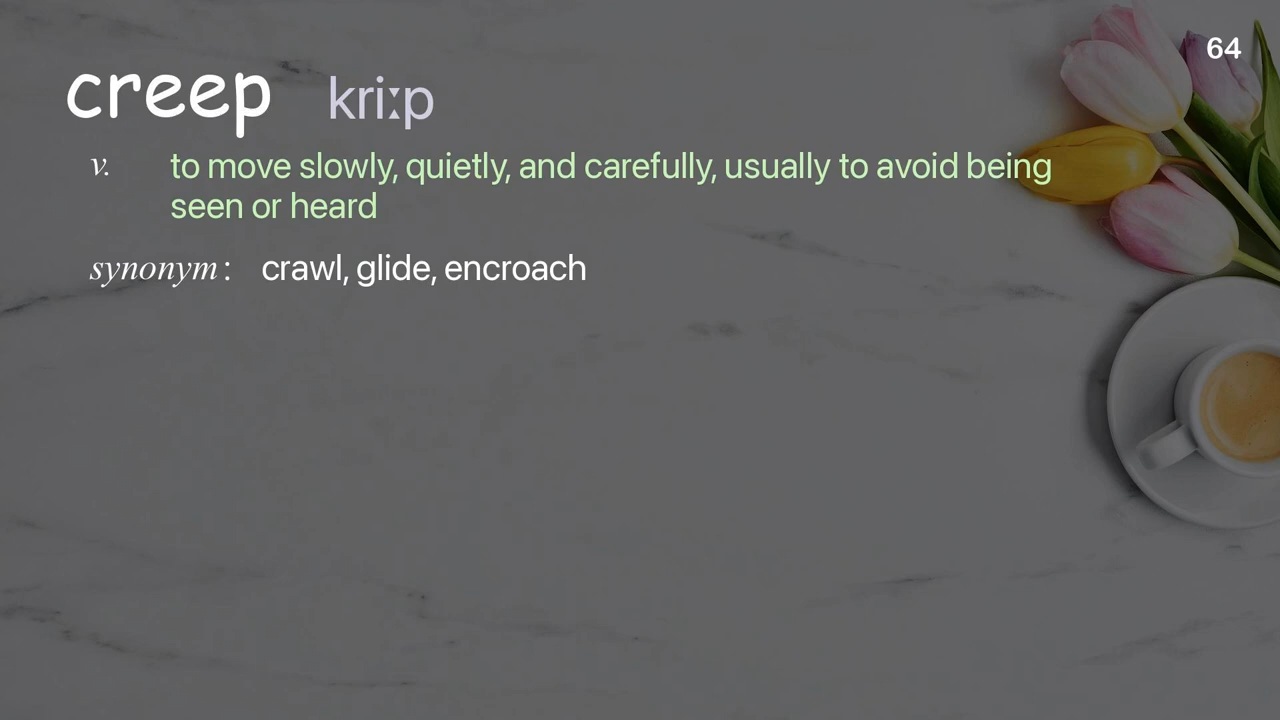 64
creep kriːp
v. to move slowly, quietly, and carefully, usually to avoid being
seen or heard
synonym: crawl, glide, encroach